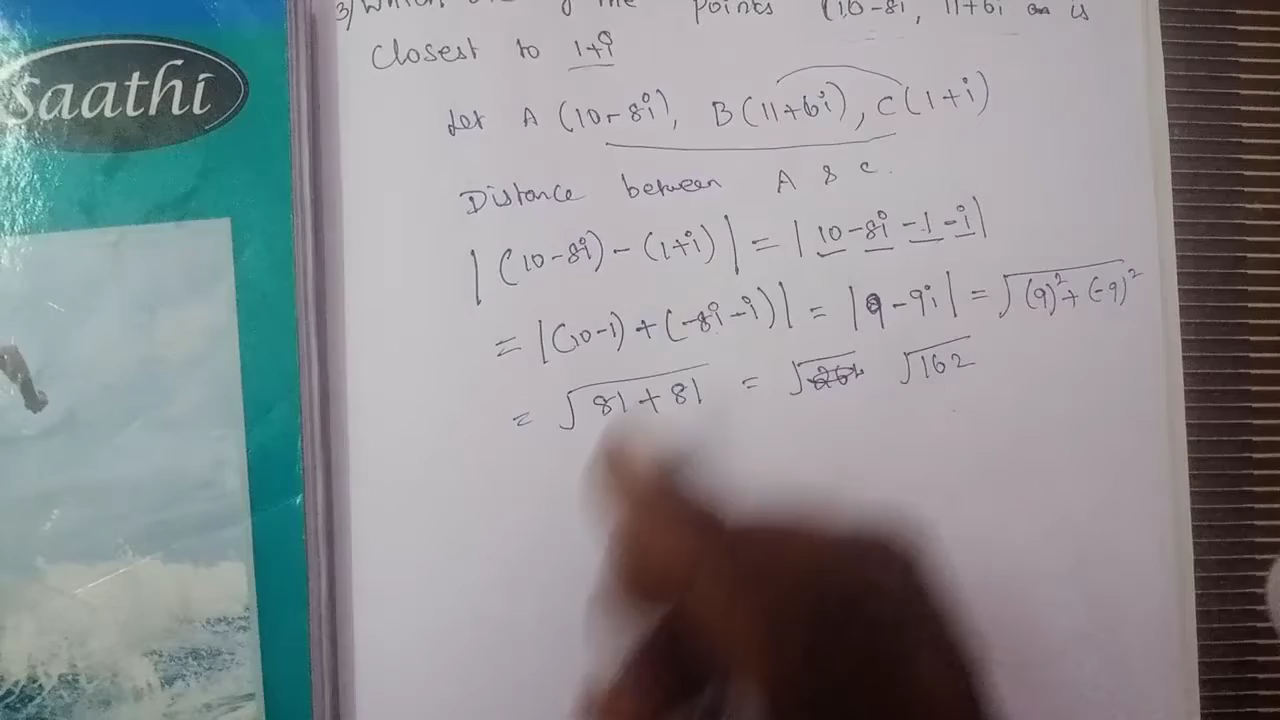 Saathi
3) Which the points (10-8i, 11+6i is
Closest to 1+i
Let A (10-8i), B(11+6i), C(1+i)
Distance between A & C.
|(10-8i)-(1+i)| = |10-8i-1-i|
= |(10-1)+(-8i-i)| = |9-9i| = √(9)²+(-9)²
= √81+81 = √162